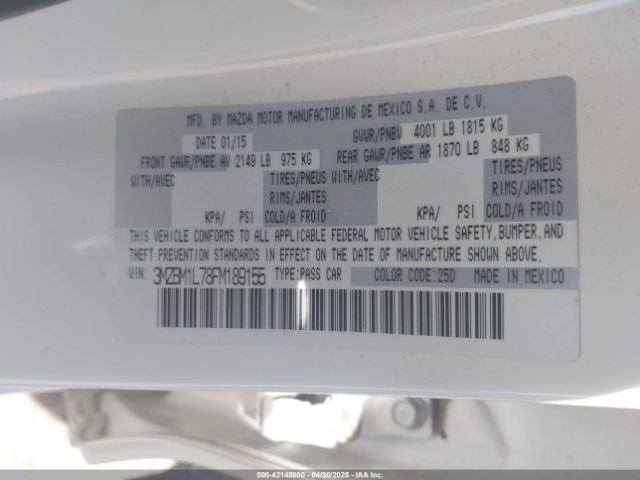 MFD. BY MAZDA MOTOR MANUFACTURING DE MEXICO S.A. DE C.V.
DATE 01/15 GVWR/PNBV 4001 LB 1815 KG
FRONT GAWR/PNBE AV 2149 LB 975 KG REAR GAWR/PNBE AR 1870 LB 848 KG
WITH/AVEC TIRES/PNEUS WITH/AVEC TIRES/PNEUS
RIMS/JANTES RIMS/JANTES
KPA/ PSI COLD/A FROID KPA/ PSI COLD/A FROID
THIS VEHICLE CONFORMS TO ALL APPLICABLE FEDERAL MOTOR VEHICLE SAFETY, BUMPER, AND
THEFT PREVENTION STANDARDS IN EFFECT ON THE DATE OF MANUFACTURE SHOWN ABOVE.
VIN: 3MZBM1L78FM189155 TYPE:PASS CAR COLOR CODE:25D MADE IN MEXICO
000-42148800 - 04/30/2025 - IAA Inc.